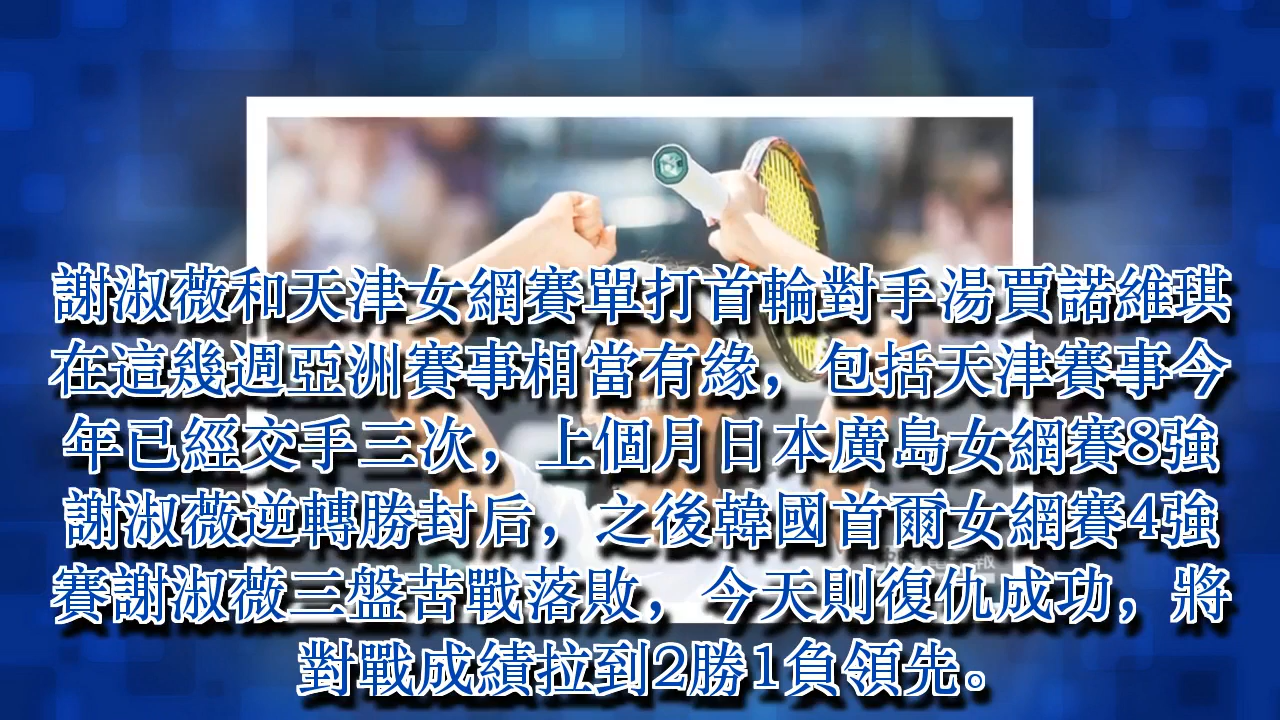 謝淑薇和天津女網賽單打首輪對手湯賈諾維琪
在這幾週亞洲賽事相當有緣，包括天津賽事今
年已經交手三次，上個月日本廣島女網賽8強
謝淑薇逆轉勝封后，之後韓國首爾女網賽4強
賽謝淑薇三盤苦戰落敗，今天則復仇成功，將
對戰成績拉到2勝1負領先。